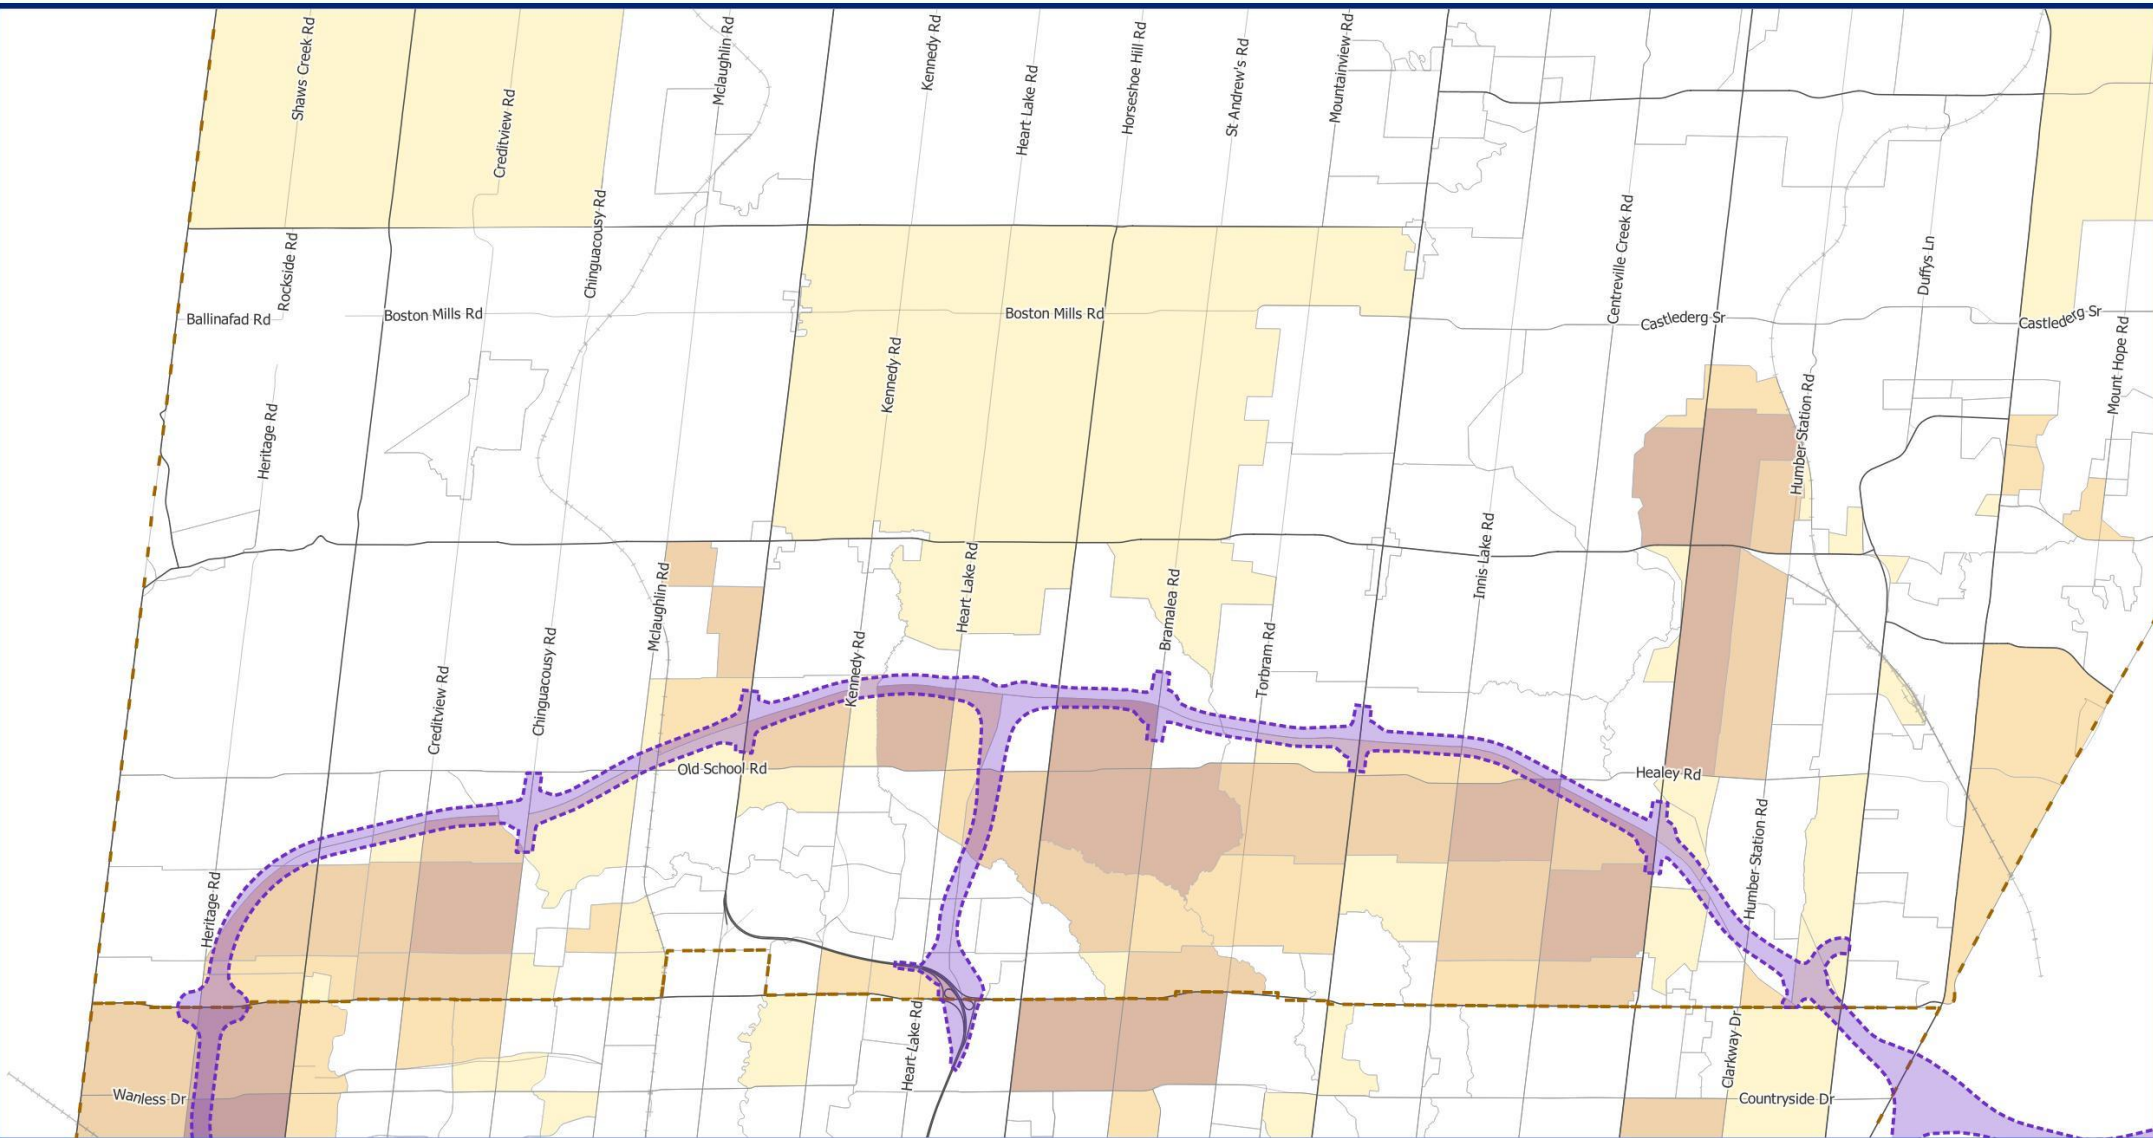 Shaws Creek Rd
Creditview Rd
Mclaughlin Rd
Kennedy Rd
Heart Lake Rd
Horseshoe Hill Rd
St Andrew's Rd
Mountainview Rd
Chinguacousy Rd
Centreville Creek Rd
Duffys Ln
Rockside Rd
Ballinafad Rd
Boston Mills Rd
Boston Mills Rd
Castlederg Sr
Castlederg Sr
Mount Hope Rd
Kennedy Rd
Heritage Rd
Humber Station Rd
Innis Lake Rd
Mclaughlin Rd
Heart Lake Rd
Bramalea Rd
Torbram Rd
Kennedy Rd
Chinguacousy Rd
Creditview Rd
Old School Rd
Healey Rd
Humber Station Rd
Heritage Rd
Heart Lake Rd
Clarkway Dr
Wanless Dr
Countryside Dr